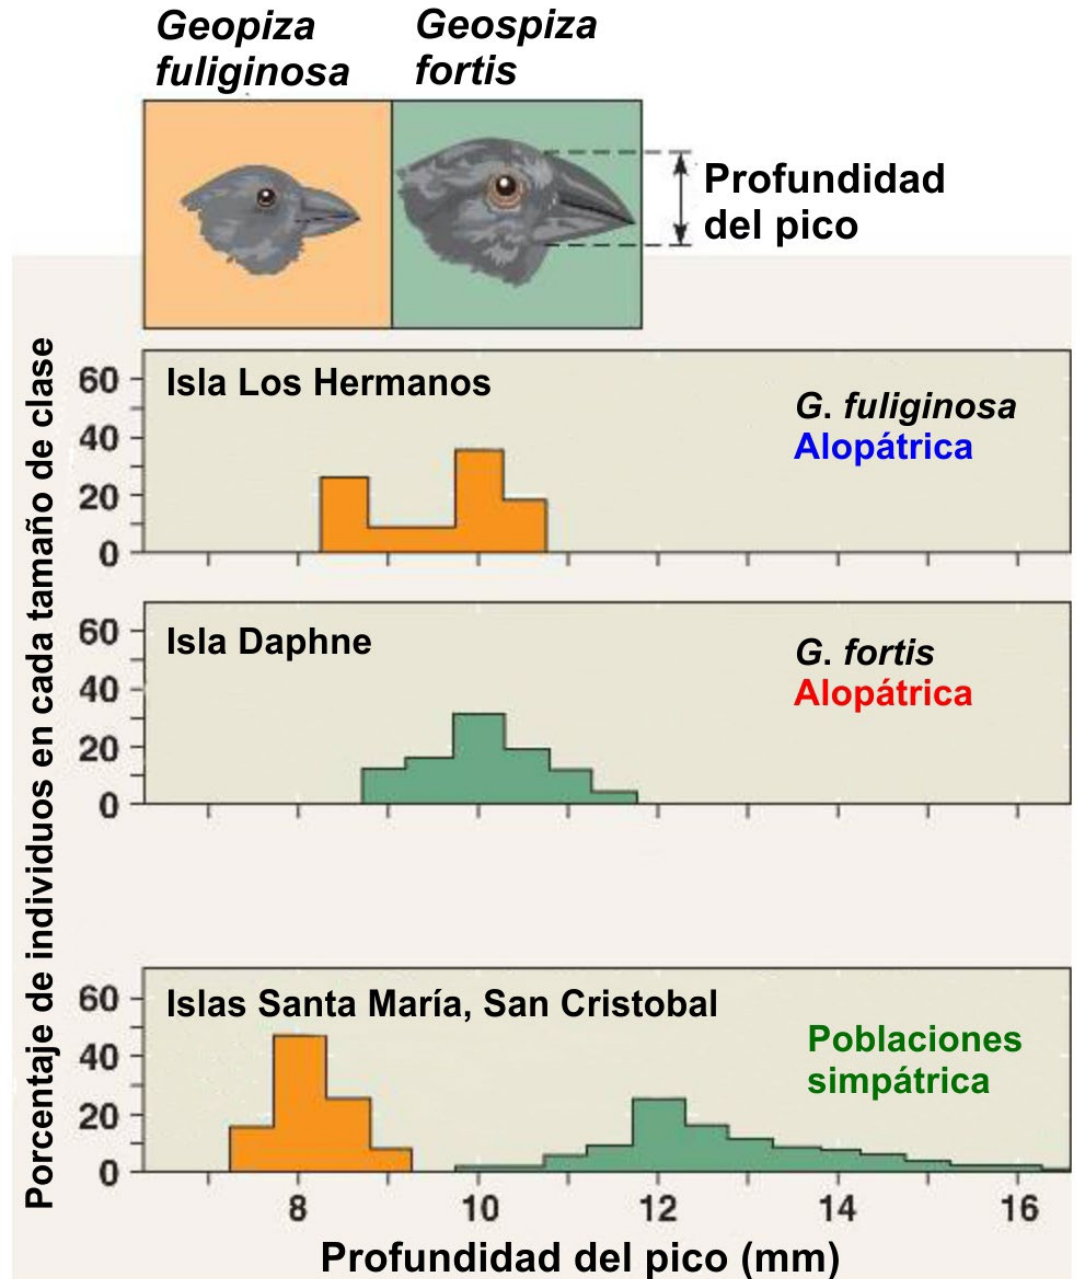 Geopiza
fuliginosa
Geospiza
fortis
Profundidad
del pico
Porcentaje de individuos en cada tamaño de clase
60
40
20
0
Isla Los Hermanos
G. fuliginosa
Alopátrica
60
40
20
0
Isla Daphne
G. fortis
Alopátrica
60
40
20
0
Islas Santa María, San Cristobal
Poblaciones
simpátrica
8 10 12 14 16
Profundidad del pico (mm)